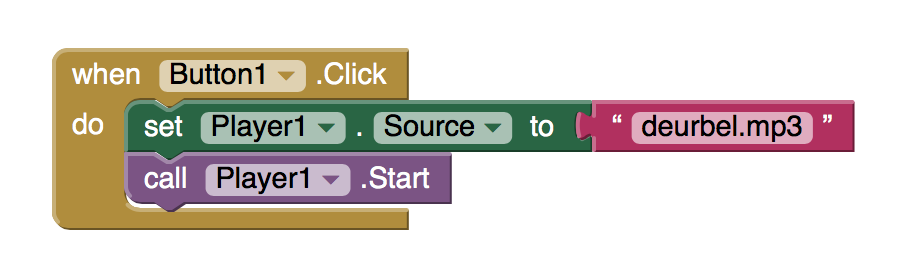 when Button1 .Click
do set Player1 . Source to “ deurbel.mp3 ”
call Player1 .Start